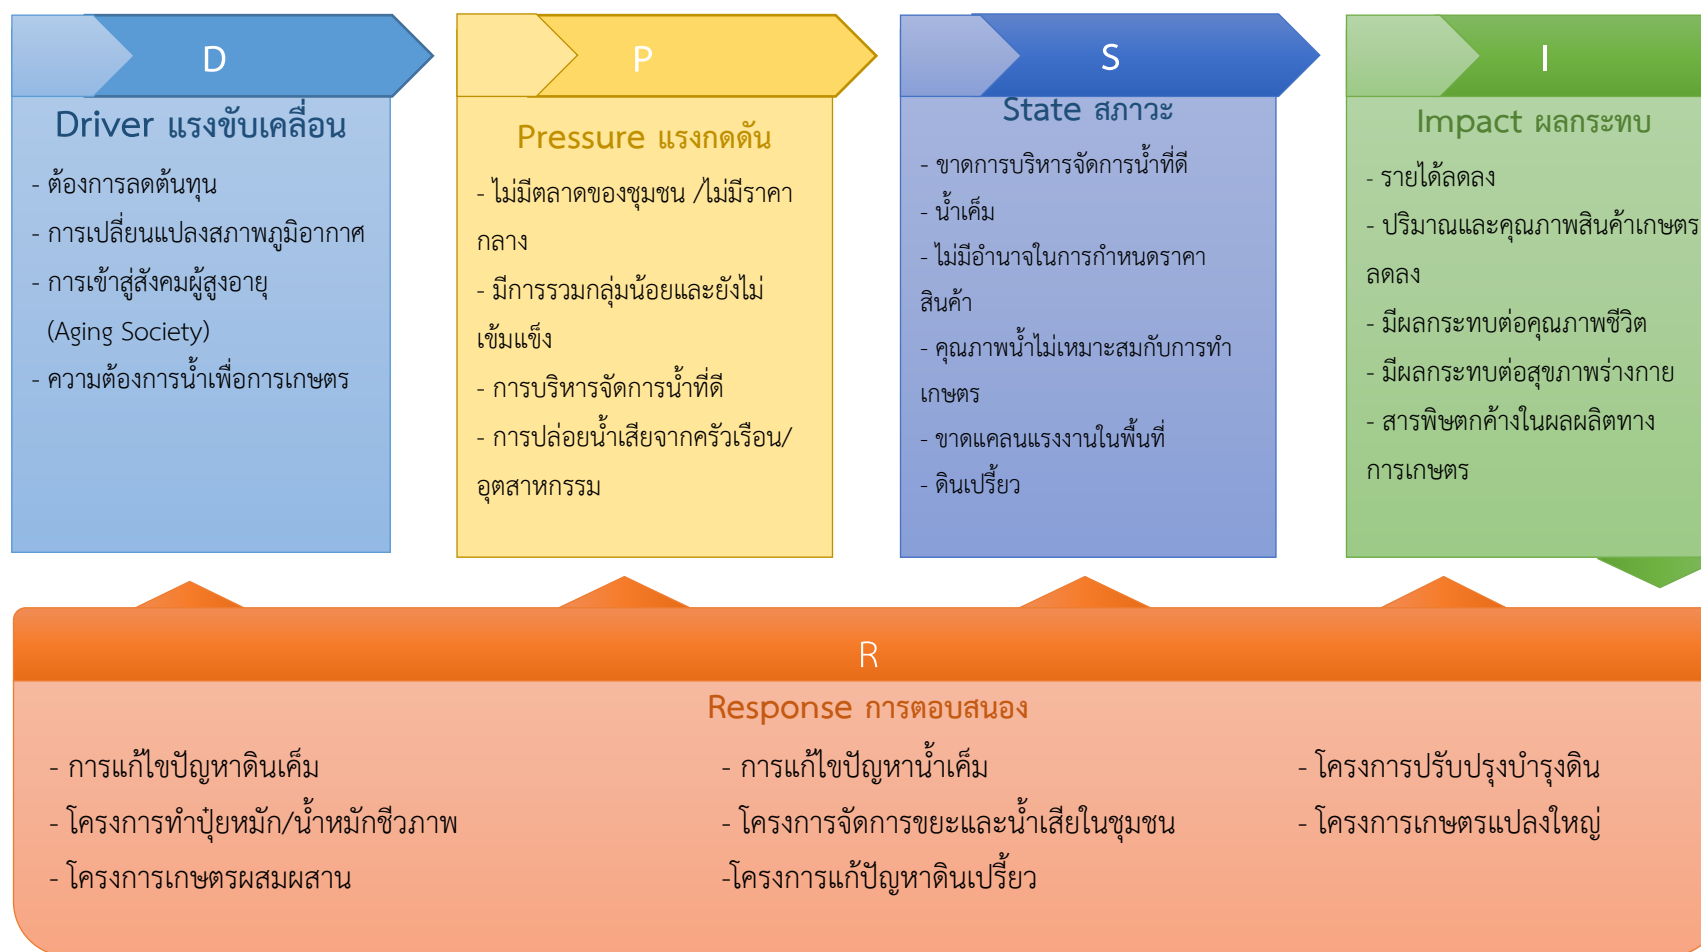 D
Driver แรงขับเคลื่อน
- ต้องการลดต้นทุน
- การเปลี่ยนแปลงสภาพภูมิอากาศ
- การเข้าสู่สังคมผู้สูงอายุ
(Aging Society)
- ความต้องการน้ำเพื่อการเกษตร
P
Pressure แรงกดดัน
- ไม่มีตลาดของชุมชน /ไม่มีราคา
กลาง
- มีการรวมกลุ่มน้อยและยังไม่
เข้มแข็ง
- การบริหารจัดการน้ำที่ดี
- การปล่อยน้ำเสียจากครัวเรือน/
อุตสาหกรรม
S
State สภาวะ
- ขาดการบริหารจัดการน้ำที่ดี
- น้ำเค็ม
- ไม่มีอำนาจในการกำหนดราคา
สินค้า
- คุณภาพน้ำไม่เหมาะสมกับการทำ
เกษตร
- ขาดแคลนแรงงานในพื้นที่
- ดินเปรี้ยว
I
Impact ผลกระทบ
- รายได้ลดลง
- ปริมาณและคุณภาพสินค้าเกษตร
ลดลง
- มีผลกระทบต่อคุณภาพชีวิต
- มีผลกระทบต่อสุขภาพร่างกาย
- สารพิษตกค้างในผลผลิตทาง
การเกษตร
R
Response การตอบสนอง
- การแก้ไขปัญหาดินเค็ม
- โครงการทำปุ๋ยหมัก/น้ำหมักชีวภาพ
- โครงการเกษตรผสมผสาน
- การแก้ไขปัญหาน้ำเค็ม
- โครงการจัดการขยะและน้ำเสียในชุมชน
-โครงการแก้ปัญหาดินเปรี้ยว
- โครงการปรับปรุงบำรุงดิน
- โครงการเกษตรแปลงใหญ่